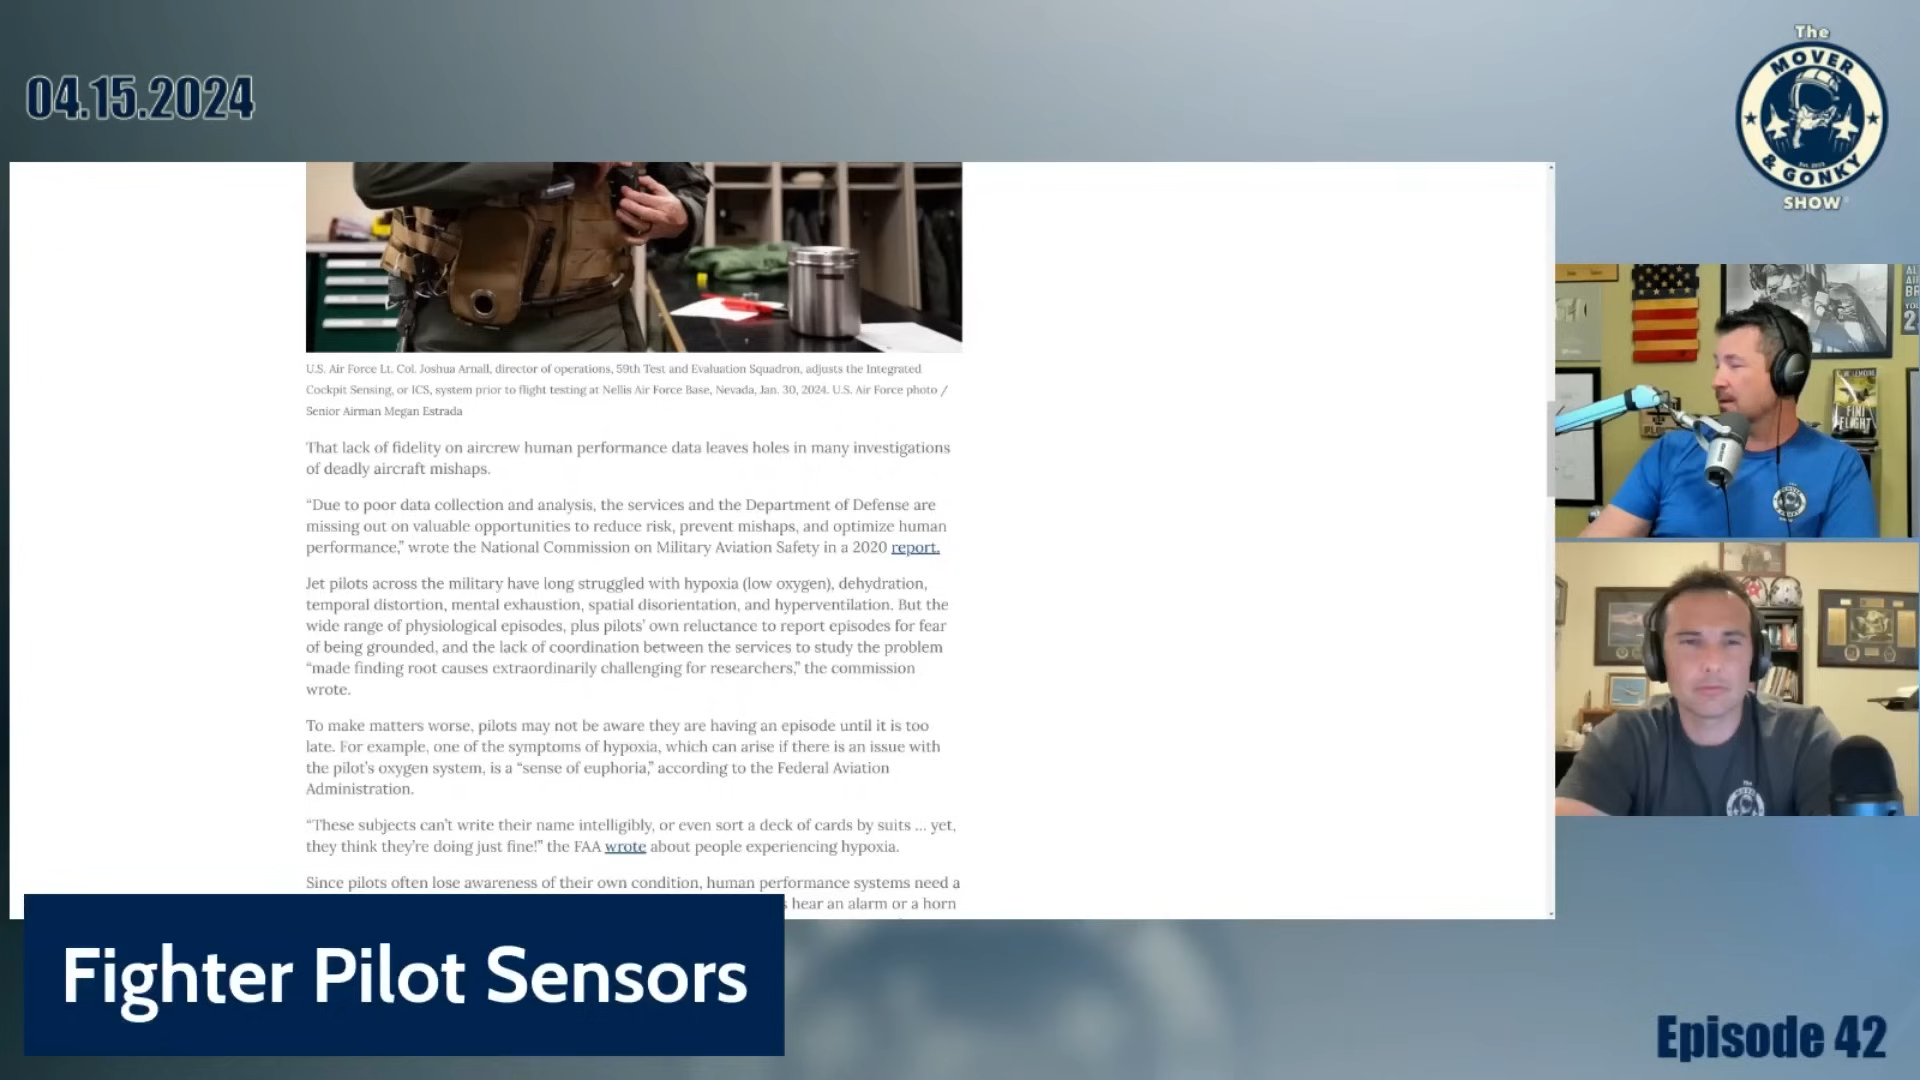 04.15.2024
The
MOVER
& GONKY
SHOW
U.S. Air Force Lt. Col. Joshua Arnall, director of operations, 59th Test and Evaluation Squadron, adjusts the Integrated
Cockpit Sensing, or ICS, system prior to flight testing at Nellis Air Force Base, Nevada, Jan. 30, 2024. U.S. Air Force photo /
Senior Airman Megan Estrada
That lack of fidelity on aircrew human performance data leaves holes in many investigations
of deadly aircraft mishaps.
“Due to poor data collection and analysis, the services and the Department of Defense are
missing out on valuable opportunities to reduce risk, prevent mishaps, and optimize human
performance,” wrote the National Commission on Military Aviation Safety in a 2020 report.
Jet pilots across the military have long struggled with hypoxia (low oxygen), dehydration,
temporal distortion, mental exhaustion, spatial disorientation, and hyperventilation. But the
wide range of physiological episodes, plus pilots’ own reluctance to report episodes for fear
of being grounded, and the lack of coordination between the services to study the problem
“made finding root causes extraordinarily challenging for researchers,” the commission
wrote.
To make matters worse, pilots may not be aware they are having an episode until it is too
late. For example, one of the symptoms of hypoxia, which can arise if there is an issue with
the pilot’s oxygen system, is a “sense of euphoria,” according to the Federal Aviation
Administration.
“These subjects can’t write their name intelligibly, or even sort a deck of cards by suits … yet,
they think they’re doing just fine!” the FAA wrote about people experiencing hypoxia.
Since pilots often lose awareness of their own condition, human performance systems need a
hear an alarm or a horn
FINI
FLIGHT
Fighter Pilot Sensors
Episode 42